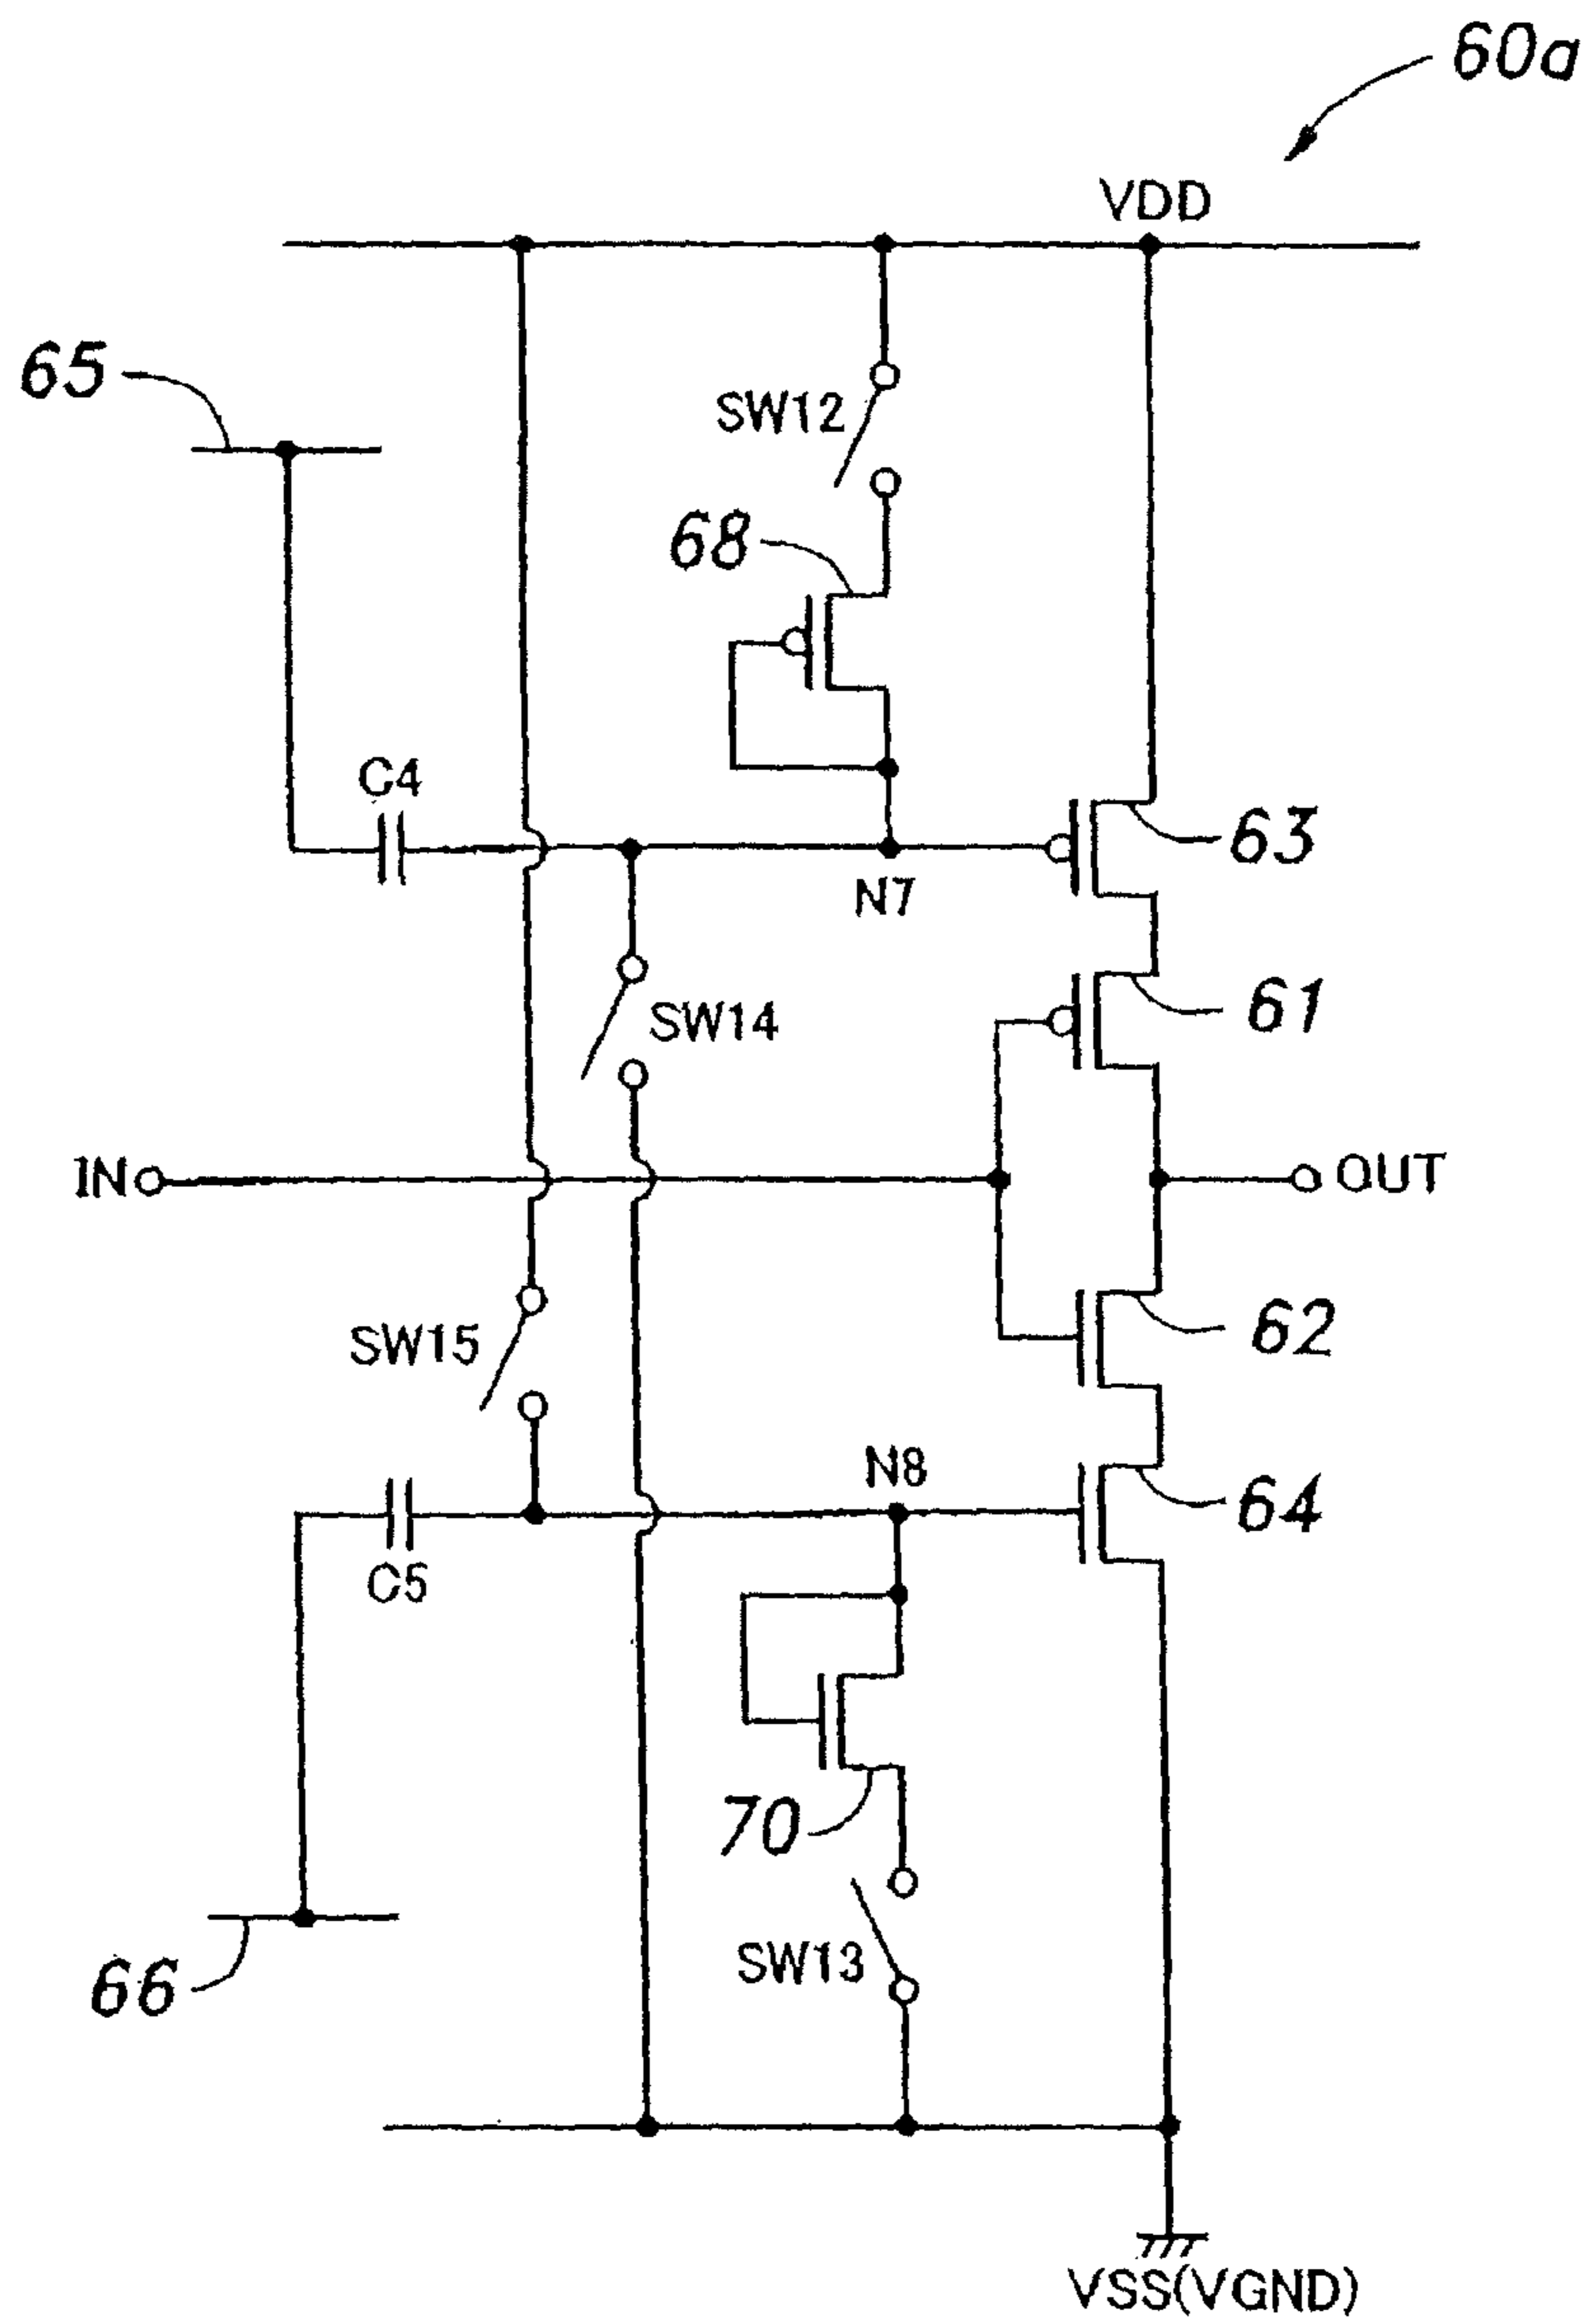 60a
VDD
65
SW12
68
C4
63
N7
61
SW14
IN
OUT
SW15
62
N8
64
C5
70
SW13
66
VSS(VGND)